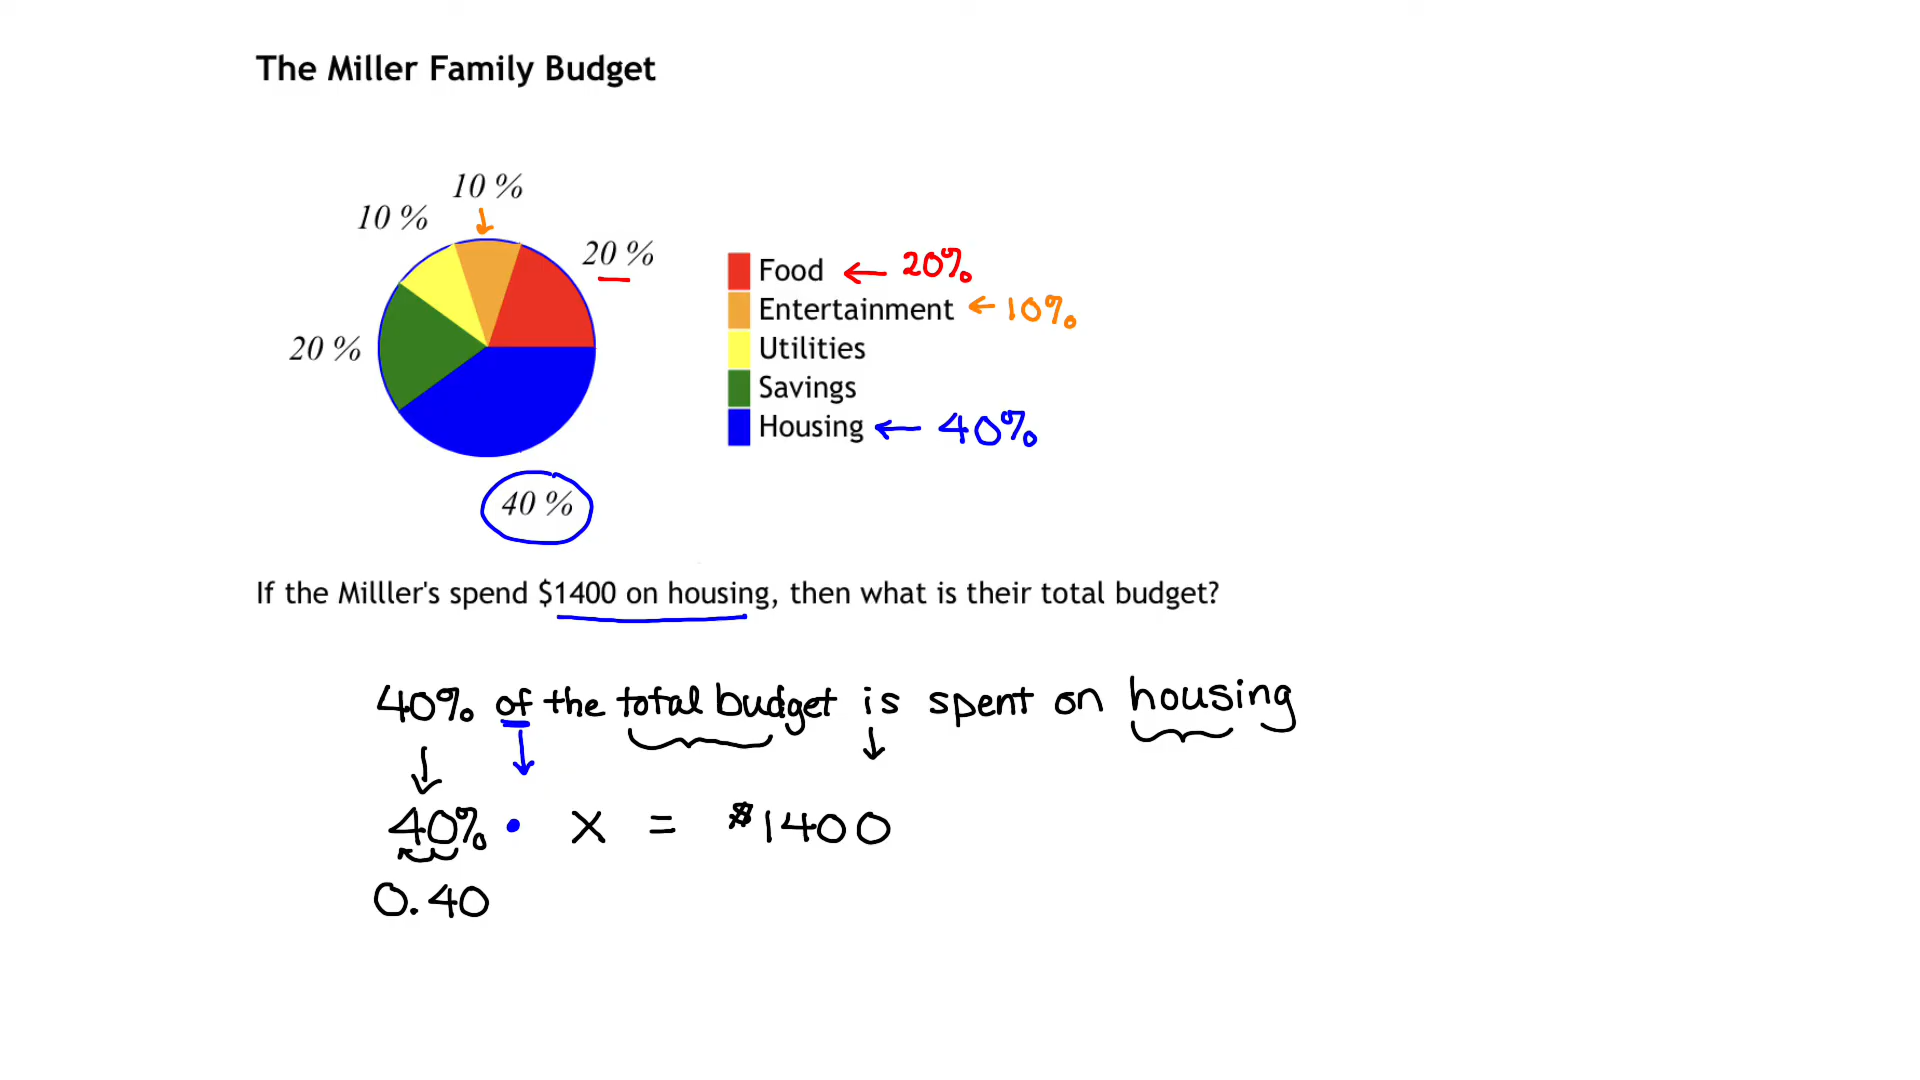 The Miller Family Budget
10 %
10 %
20 %
20 %
40 %
Food ← 20%
Entertainment ← 10%
Utilities
Savings
Housing ← 40%
If the Milller's spend $1400 on housing, then what is their total budget?
40% of the total budget is spent on housing
40% · x = $1400
0.40